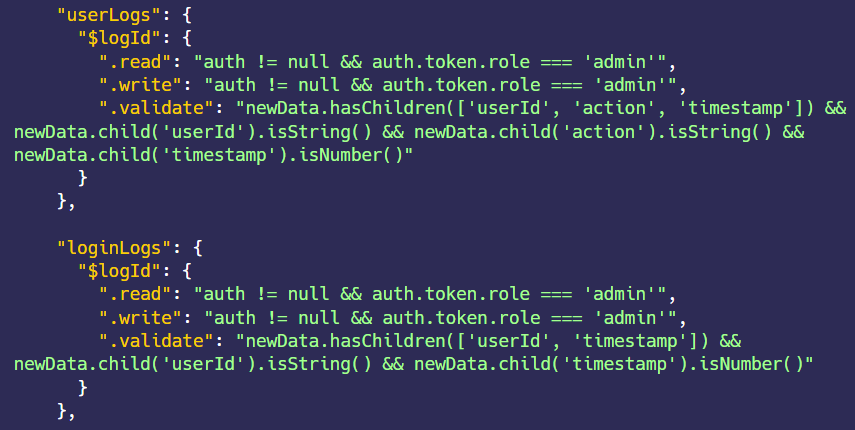 "userLogs": {
"$logId": {
".read": "auth != null && auth.token.role === 'admin'",
".write": "auth != null && auth.token.role === 'admin'",
".validate": "newData.hasChildren(['userId', 'action', 'timestamp']) &&
newData.child('userId').isString() && newData.child('action').isString() &&
newData.child('timestamp').isNumber()"
}
},
"loginLogs": {
"$logId": {
".read": "auth != null && auth.token.role === 'admin'",
".write": "auth != null && auth.token.role === 'admin'",
".validate": "newData.hasChildren(['userId', 'timestamp']) &&
newData.child('userId').isString() && newData.child('timestamp').isNumber()"
}
},